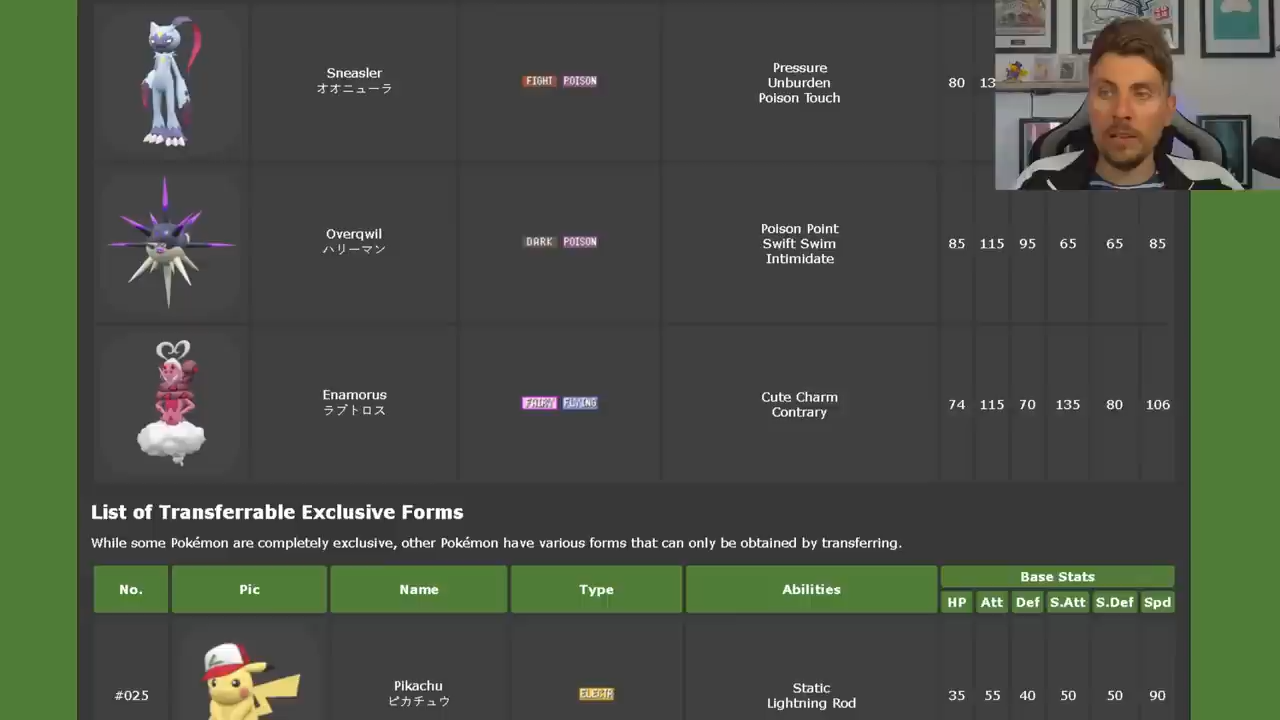 Sneasler
オオニューラ
FIGHT POISON
Pressure
Unburden
Poison Touch
80 13
Overqwil
ハリーマン
DARK POISON
Poison Point
Swift Swim
Intimidate
85 115 95 65 65 85
Enamorus
ラブトロス
FAIRY FLYING
Cute Charm
Contrary
74 115 70 135 80 106
List of Transferrable Exclusive Forms
While some Pokémon are completely exclusive, other Pokémon have various forms that can only be obtained by transferring.
No. Pic Name Type Abilities Base Stats
HP Att Def S.Att S.Def Spd
#025
Pikachu
ピカチュウ
ELECTR
Static
Lightning Rod
35 55 40 50 50 90